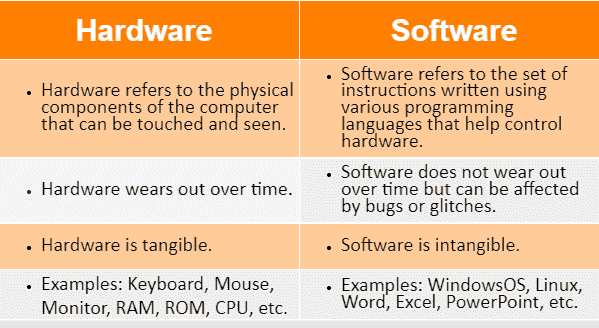 Hardware
Software
• Hardware refers to the physical
components of the computer
that can be touched and seen.
• Software refers to the set of
instructions written using
various programming
languages that help control
hardware.
• Hardware wears out over time.
• Software does not wear out
over time but can be affected
by bugs or glitches.
• Hardware is tangible.
• Software is intangible.
• Examples: Keyboard, Mouse,
Monitor, RAM, ROM, CPU, etc.
• Examples: WindowsOS, Linux,
Word, Excel, PowerPoint, etc.